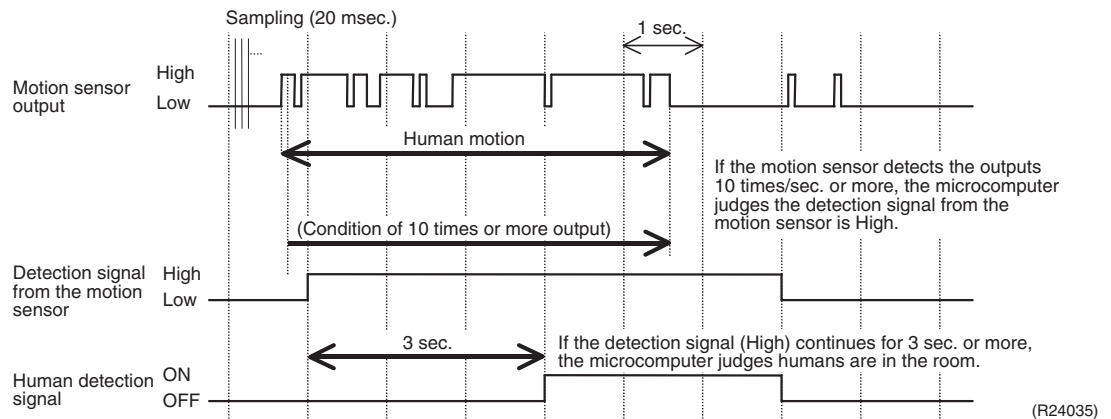 Sampling (20 msec.)
1 sec.
Motion sensor
output
High
Low
Human motion
If the motion sensor detects the outputs
10 times/sec. or more, the microcomputer
judges the detection signal from the
motion sensor is High.
(Condition of 10 times or more output)
Detection signal
from the motion
sensor
High
Low
3 sec.
If the detection signal (High) continues for 3 sec. or more,
the microcomputer judges humans are in the room.
Human detection
signal
ON
OFF
(R24035)